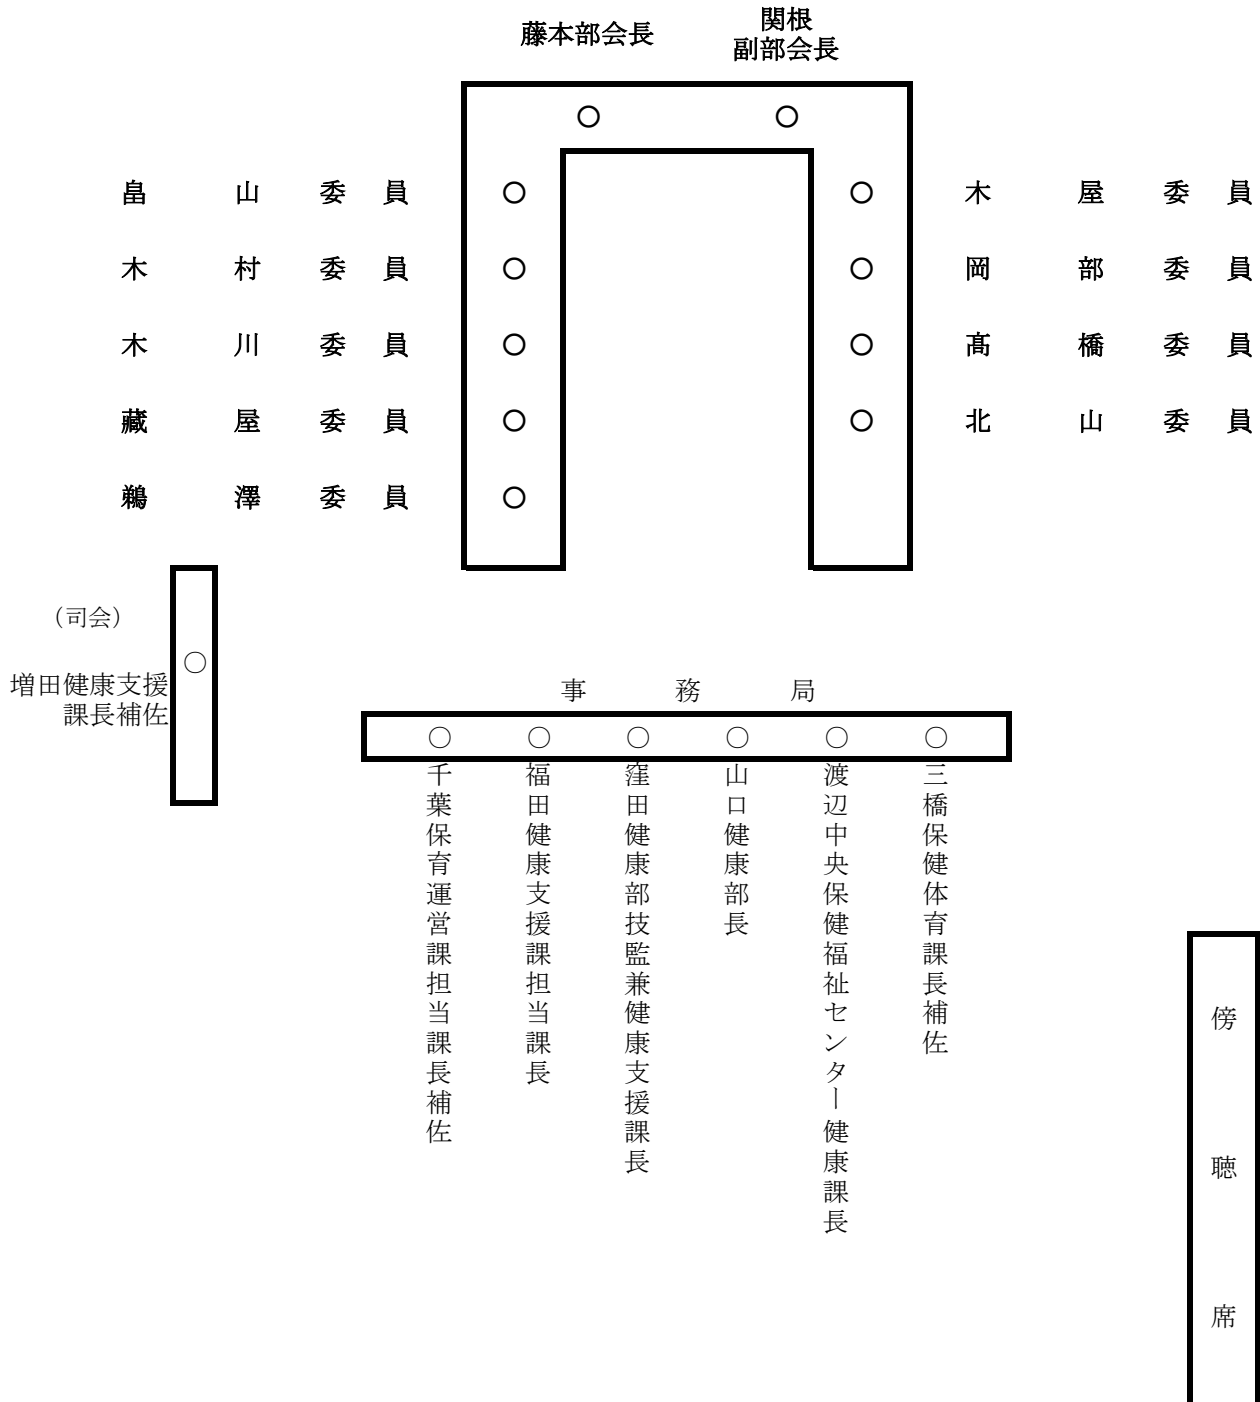 藤本部会長
関根
副部会長
畠山委員
木屋委員
木村委員
岡部委員
木川委員
髙橋委員
藏屋委員
北山委員
鵜澤委員
（司会）
増田健康支援
課長補佐
事務局
千葉保育運営課担当課長補佐
福田健康支援課担当課長
窪田健康部技監兼健康支援課長
山口健康部長
渡辺中央保健福祉センター健康課長
三橋保健体育課長補佐
傍聴席